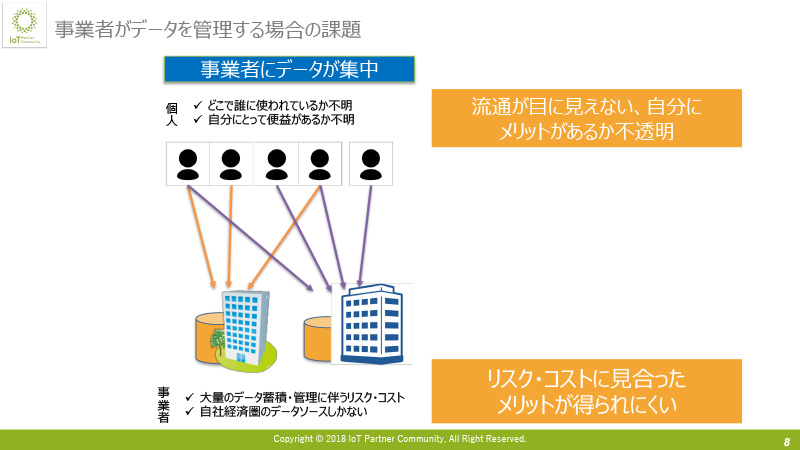 IoT Partner Community
事業者がデータを管理する場合の課題
事業者にデータが集中
個人
✓ どこで誰に使われているか不明
✓ 自分にとって便益があるか不明
流通が目に見えない、自分に
メリットがあるか不透明
事業者
✓ 大量のデータ蓄積・管理に伴うリスク・コスト
✓ 自社経済圏のデータソースしかない
リスク・コストに見合った
メリットが得られにくい
Copyright © 2018 IoT Partner Community, All Right Reserved.
8